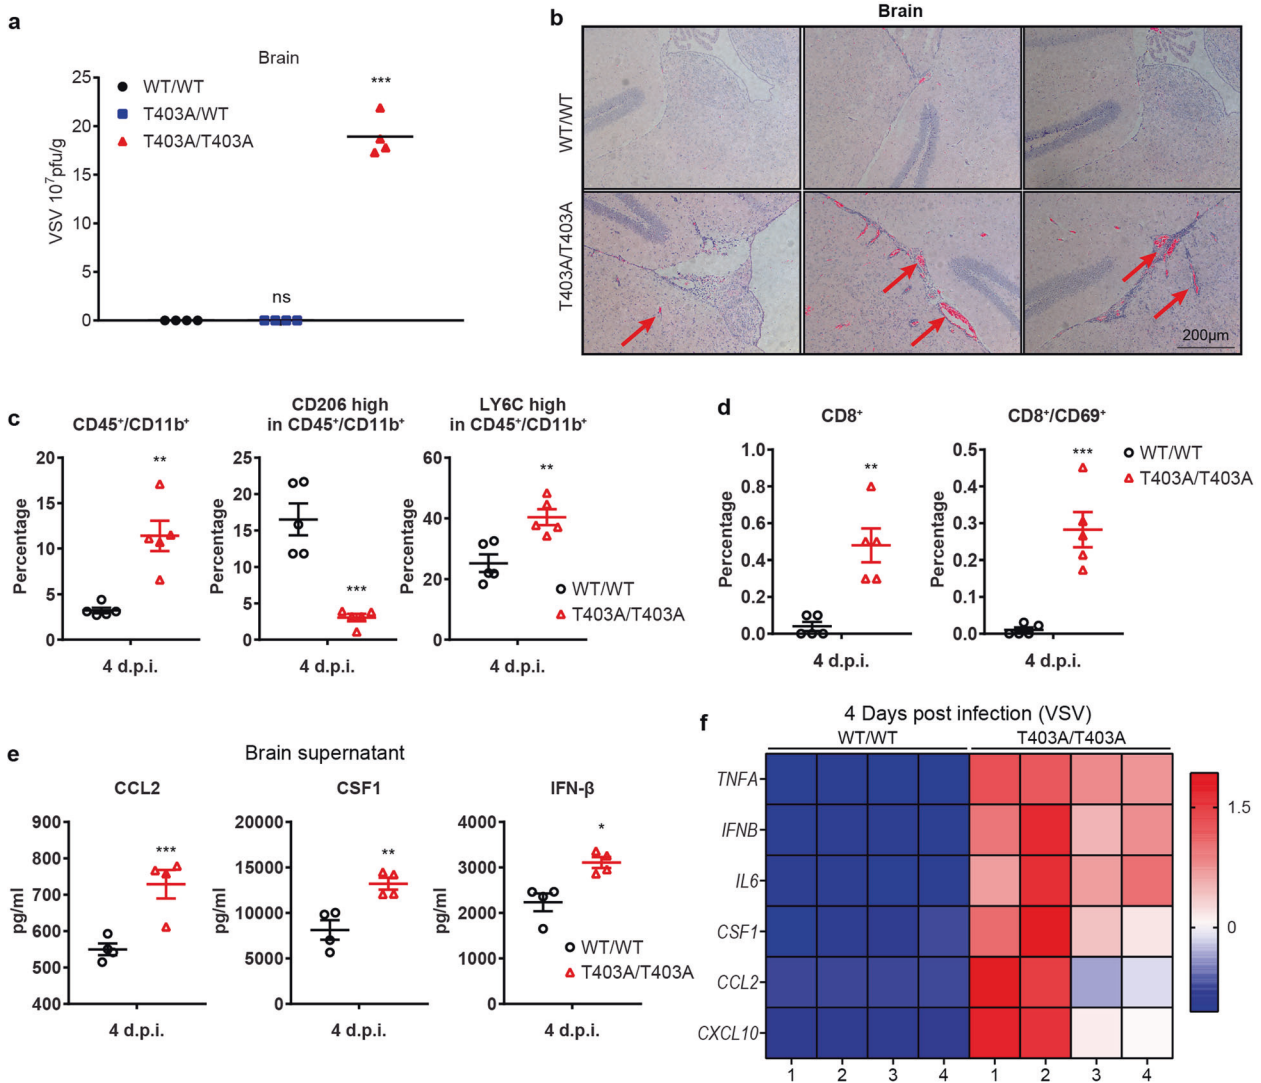 a
Brain
WT/WT
T403A/WT
T403A/T403A
VSV 10⁷pfu/g
25
20
15
10
5
0
***
ns
b
Brain
WT/WT
T403A/T403A
200μm
c
CD45⁺/CD11b⁺
Percentage
20
15
10
5
0
**
4 d.p.i.
CD206 high
in CD45⁺/CD11b⁺
Percentage
25
20
15
10
5
0
***
4 d.p.i.
LY6C high
in CD45⁺/CD11b⁺
Percentage
60
40
20
0
**
WT/WT
T403A/T403A
4 d.p.i.
d
CD8⁺
Percentage
1.0
0.8
0.6
0.4
0.2
0.0
**
4 d.p.i.
CD8⁺/CD69⁺
Percentage
0.5
0.4
0.3
0.2
0.1
0.0
***
4 d.p.i.
WT/WT
T403A/T403A
e
Brain supernatant
CCL2
pg/ml
900
800
700
600
500
400
***
4 d.p.i.
CSF1
pg/ml
20000
15000
10000
5000
0
**
4 d.p.i.
IFN-β
pg/ml
4000
3000
2000
1000
0
*
WT/WT
T403A/T403A
4 d.p.i.
f
4 Days post infection (VSV)
WT/WT T403A/T403A
TNFA
IFNB
IL6
CSF1
CCL2
CXCL10
1 2 3 4 1 2 3 4
1.5
0